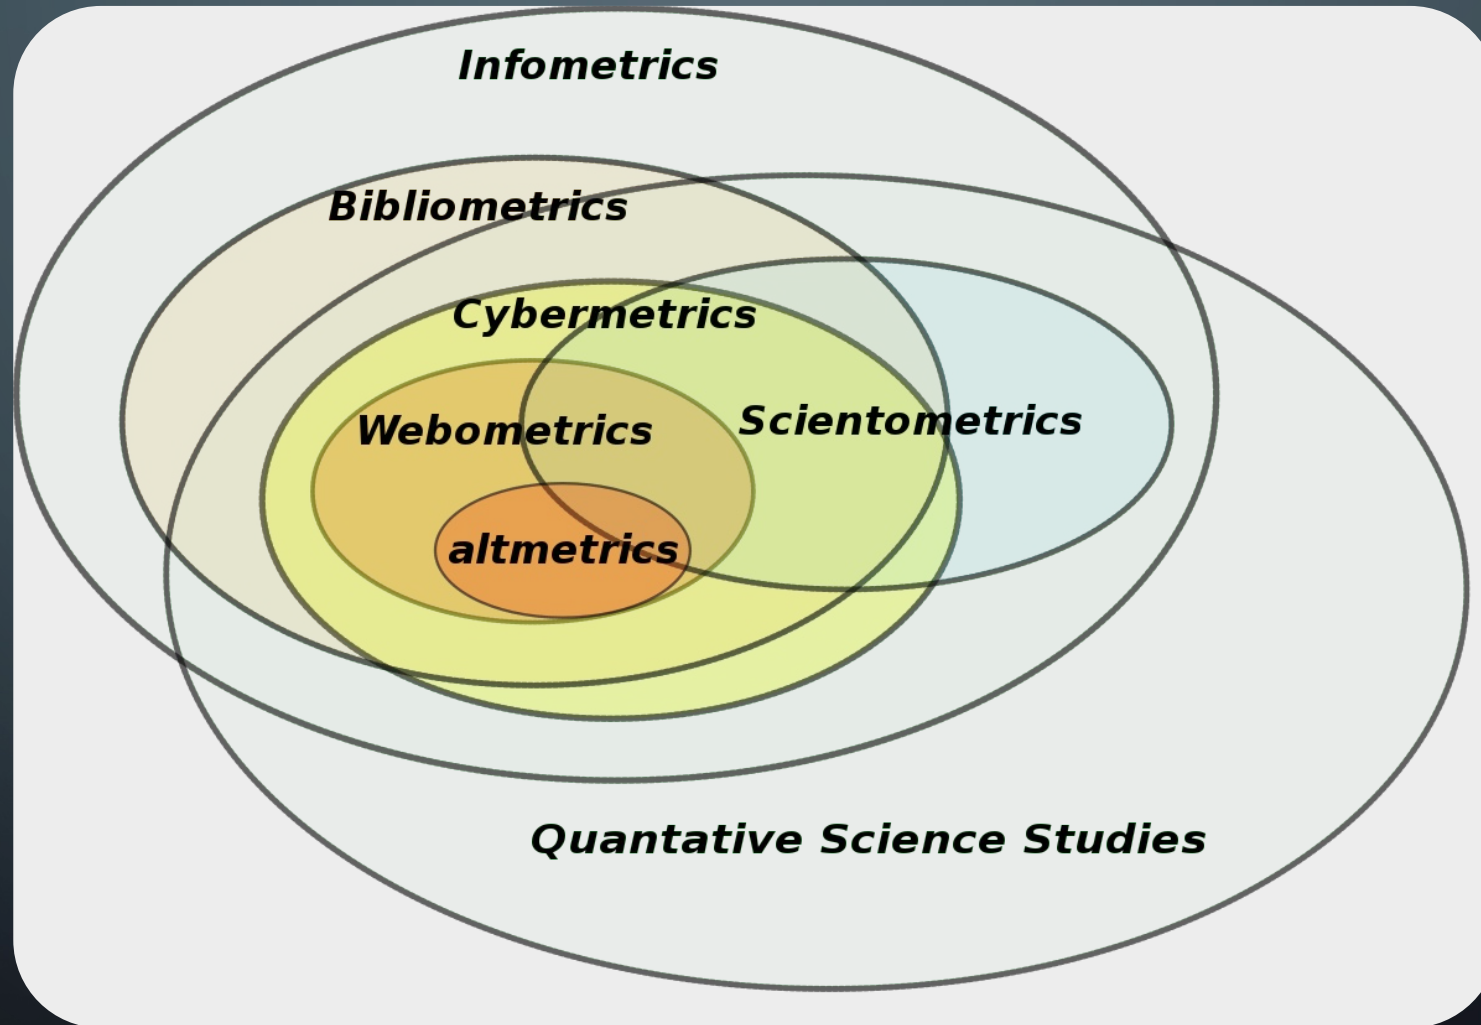 Infometrics
Bibliometrics
Cybermetrics
Webometrics
Scientometrics
altmetrics
Quantative Science Studies